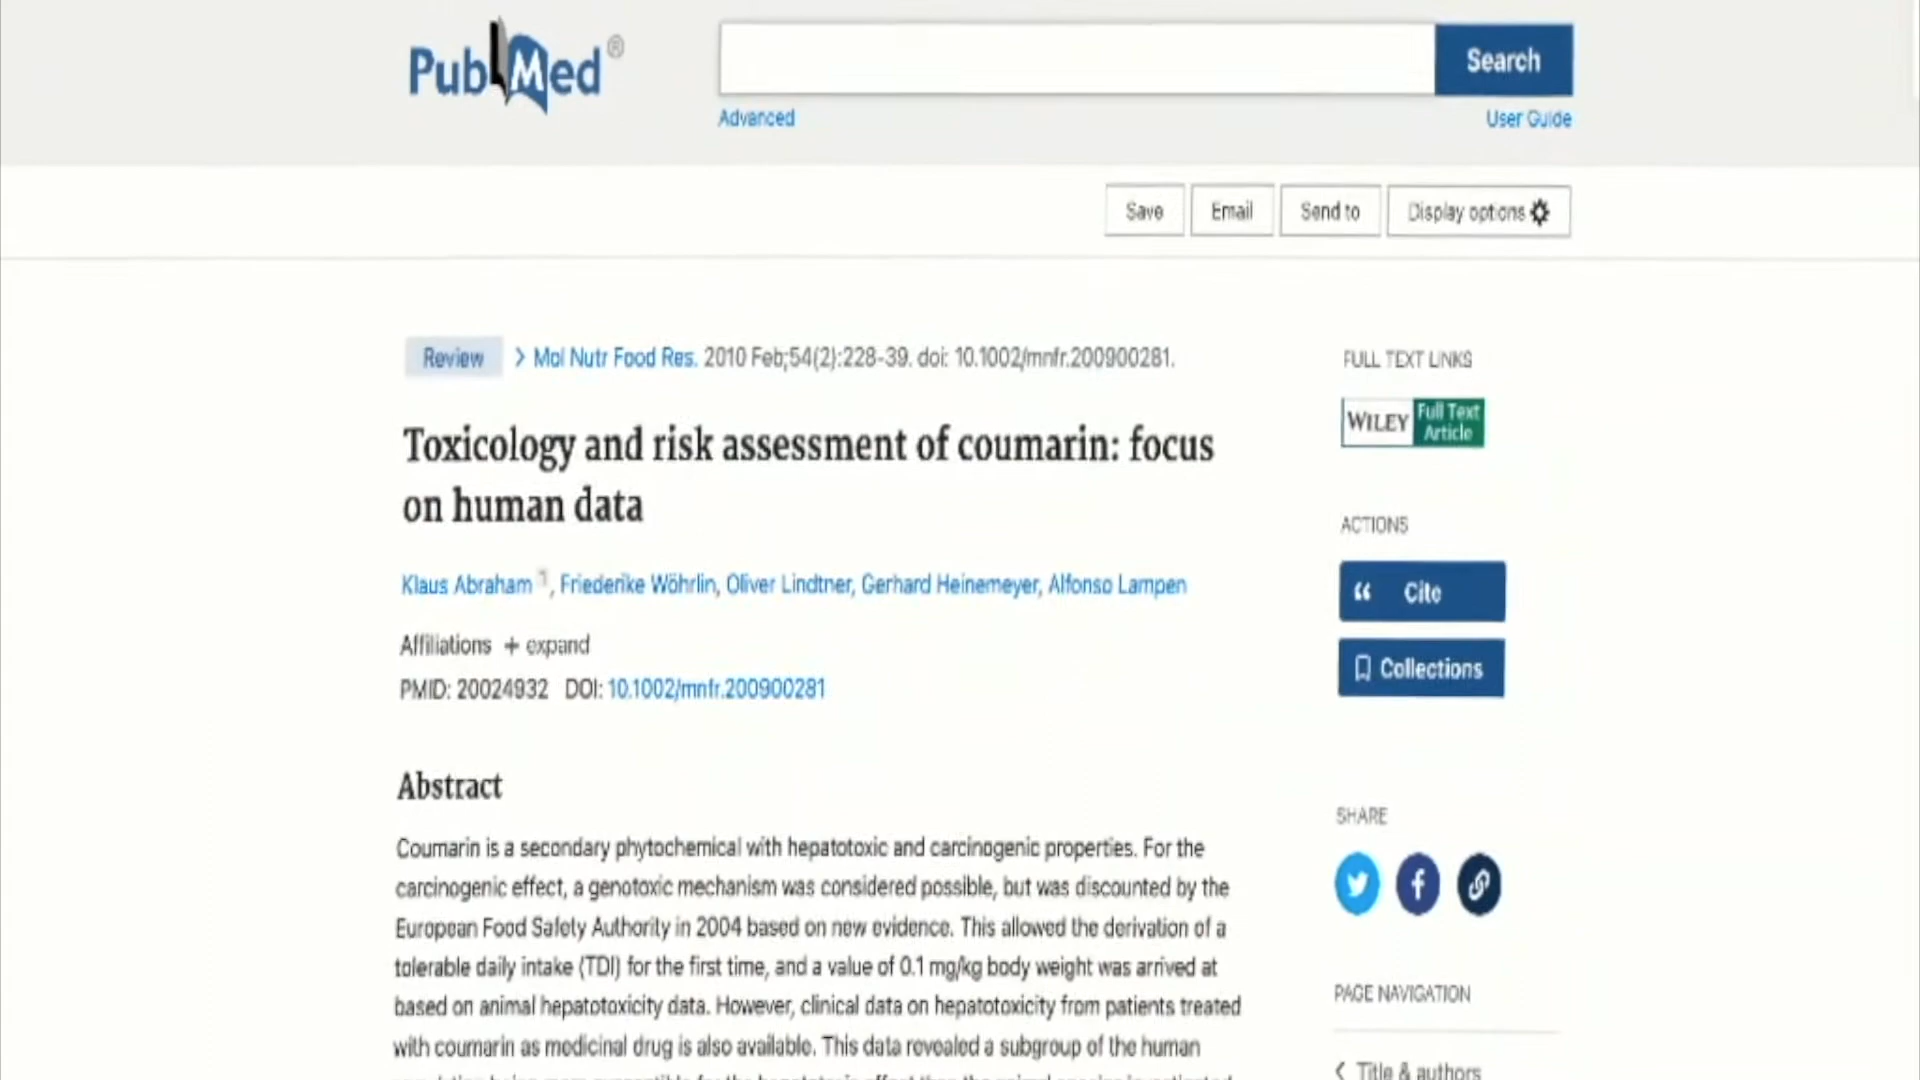 PubMed®
Search
Advanced
User Guide
Save
Email
Send to
Display options
Review
Mol Nutr Food Res. 2010 Feb;54(2):228-39. doi: 10.1002/mnfr.200900281.
FULL TEXT LINKS
WILEY Full Text Article
Toxicology and risk assessment of coumarin: focus
on human data
ACTIONS
Klaus Abraham 1, Friederike Wöhrlin, Oliver Lindtner, Gerhard Heinemeyer, Alfonso Lampen
“ Cite
Affiliations + expand
Collections
PMID: 20024932 DOI: 10.1002/mnfr.200900281
Abstract
SHARE
Coumarin is a secondary phytochemical with hepatotoxic and carcinogenic properties. For the
carcinogenic effect, a genotoxic mechanism was considered possible, but was discounted by the
European Food Safety Authority in 2004 based on new evidence. This allowed the derivation of a
tolerable daily intake (TDI) for the first time, and a value of 0.1 mg/kg body weight was arrived at
PAGE NAVIGATION
based on animal hepatotoxicity data. However, clinical data on hepatotoxicity from patients treated
with coumarin as medicinal drug is also available. This data revealed a subgroup of the human
Title & authors